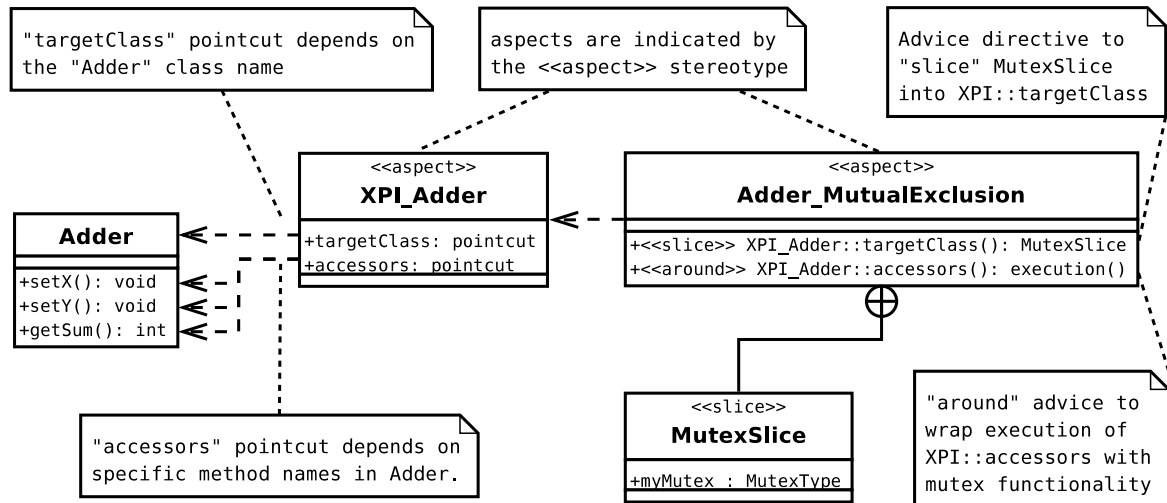 "targetClass" pointcut depends on
the "Adder" class name
aspects are indicated by
the <<aspect>> stereotype
Advice directive to
"slice" MutexSlice
into XPI::targetClass
<<aspect>>
XPI_Adder
+targetClass: pointcut
+accessors: pointcut
<<aspect>>
Adder_MutualExclusion
+<<slice>> XPI_Adder::targetClass(): MutexSlice
+<<around>> XPI_Adder::accessors(): execution()
Adder
+setX(): void
+setY(): void
+getSum(): int
"accessors" pointcut depends on
specific method names in Adder.
<<slice>>
MutexSlice
+myMutex : MutexType
"around" advice to
wrap execution of
XPI::accessors with
mutex functionality